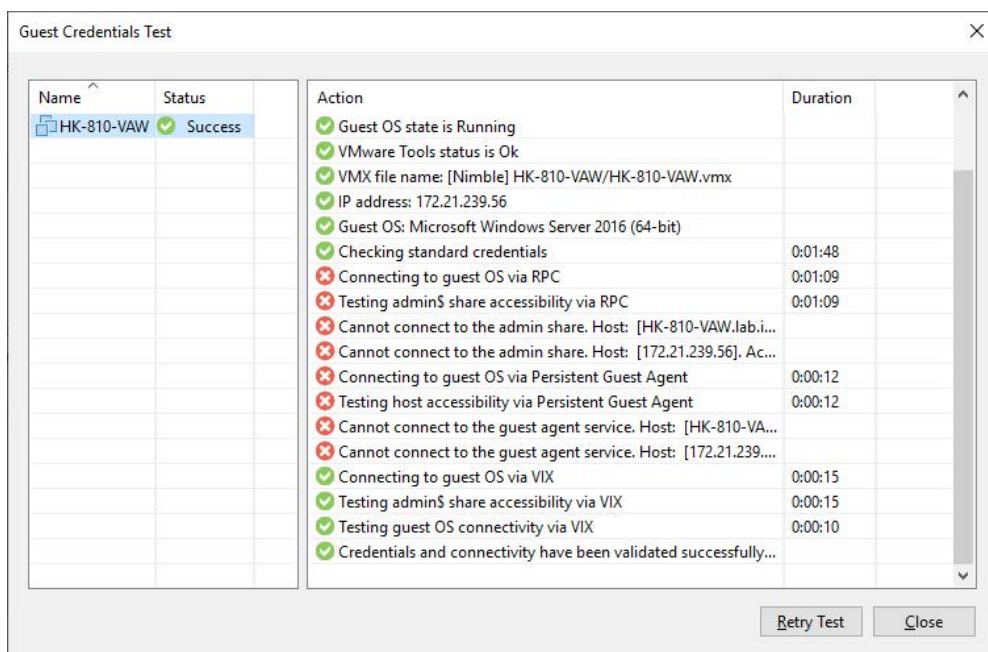 Guest Credentials Test
Name Status
HK-810-VAW Success
Action Duration
Guest OS state is Running
VMware Tools status is Ok
VMX file name: [Nimble] HK-810-VAW/HK-810-VAW.vmx
IP address: 172.21.239.56
Guest OS: Microsoft Windows Server 2016 (64-bit)
Checking standard credentials 0:01:48
Connecting to guest OS via RPC 0:01:09
Testing admin$ share accessibility via RPC 0:01:09
Cannot connect to the admin share. Host: [HK-810-VAW.lab.i...
Cannot connect to the admin share. Host: [172.21.239.56]. Ac...
Connecting to guest OS via Persistent Guest Agent 0:00:12
Testing host accessibility via Persistent Guest Agent 0:00:12
Cannot connect to the guest agent service. Host: [HK-810-VA...
Cannot connect to the guest agent service. Host: [172.21.239....
Connecting to guest OS via VIX 0:00:15
Testing admin$ share accessibility via VIX 0:00:15
Testing guest OS connectivity via VIX 0:00:10
Credentials and connectivity have been validated successfully...
Retry Test Close